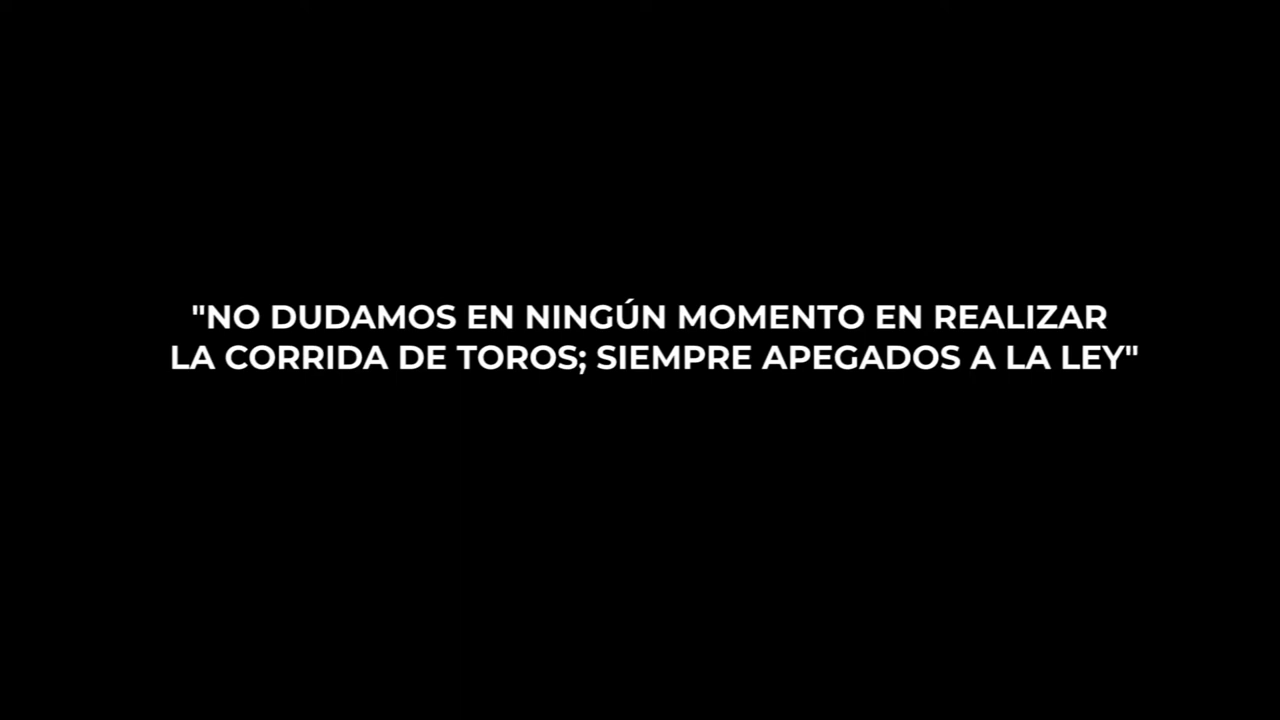 "NO DUDAMOS EN NINGÚN MOMENTO EN REALIZAR
LA CORRIDA DE TOROS; SIEMPRE APEGADOS A LA LEY"